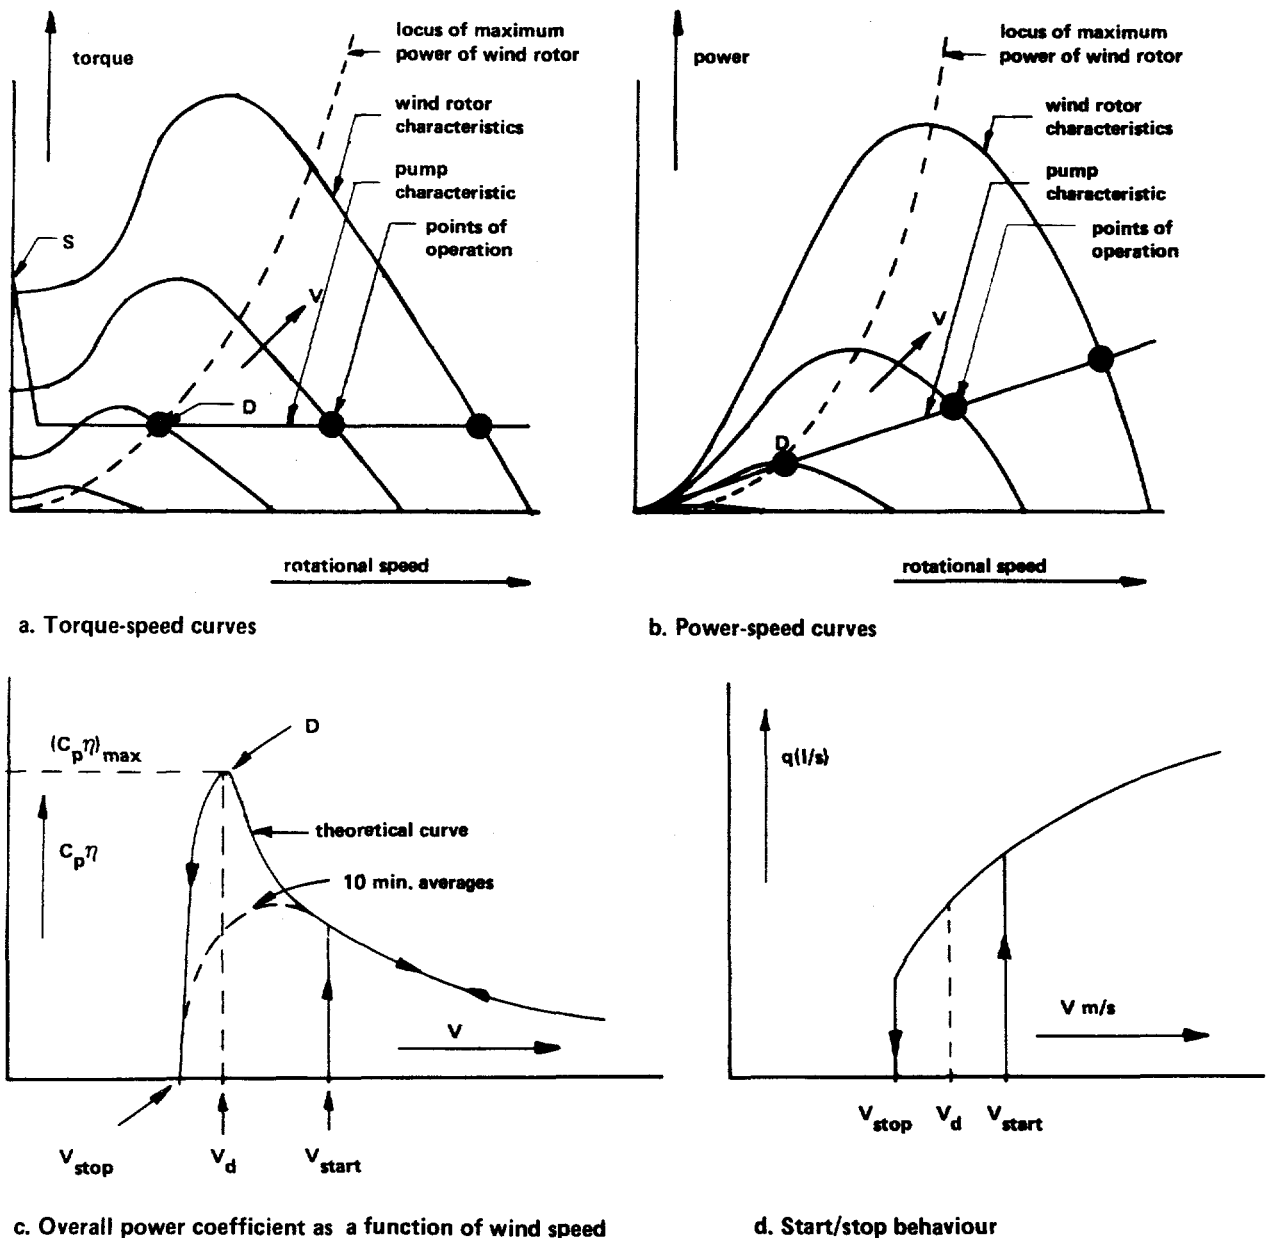 torque
locus of maximum
power of wind rotor
wind rotor
characteristics
pump
characteristic
points of
operation
S
V
D
rotational speed
a. Torque-speed curves
power
locus of maximum
power of wind rotor
wind rotor
characteristics
pump
characteristic
points of
operation
V
D
rotational speed
b. Power-speed curves
(Cpη)max
D
Cpη
theoretical curve
10 min. averages
V
Vstop
Vd
Vstart
c. Overall power coefficient as a function of wind speed
q(l/s)
V m/s
Vstop
Vd
Vstart
d. Start/stop behaviour